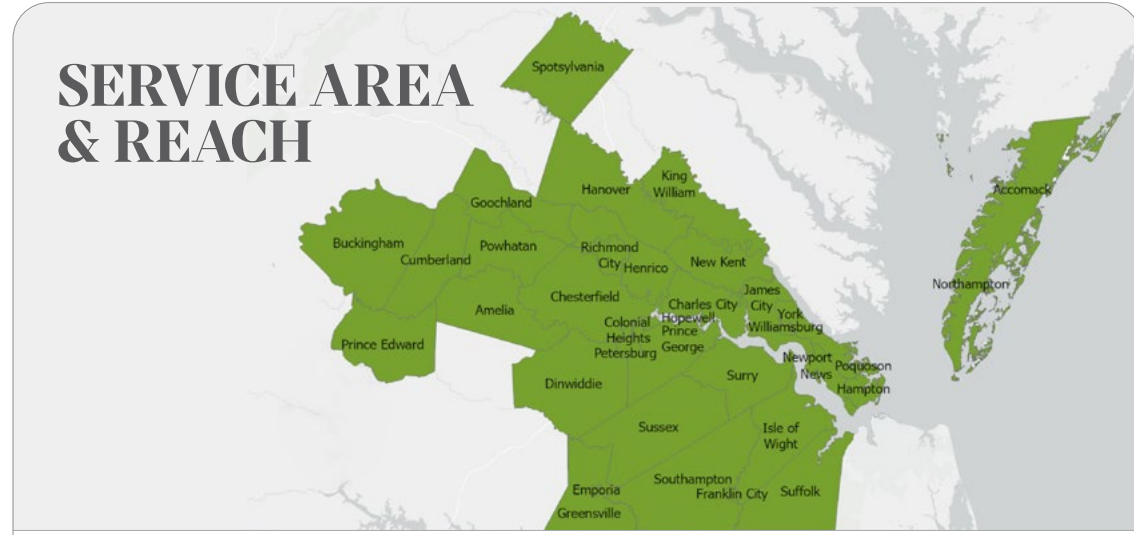 SERVICE AREA
& REACH
Spotsylvania
Accomack
King
William
Hanover
Goochland
Buckingham
Cumberland
Powhatan
Richmond
City
Henrico
New Kent
Northampton
Amelia
Chesterfield
Charles City
James
City
York
Williamsburg
Hopewell
Colonial
Heights
Petersburg
Prince
George
Prince Edward
Newport
News
Poquoson
Hampton
Dinwiddie
Surry
Sussex
Isle of
Wight
Southampton
Franklin City
Suffolk
Emporia
Greensville